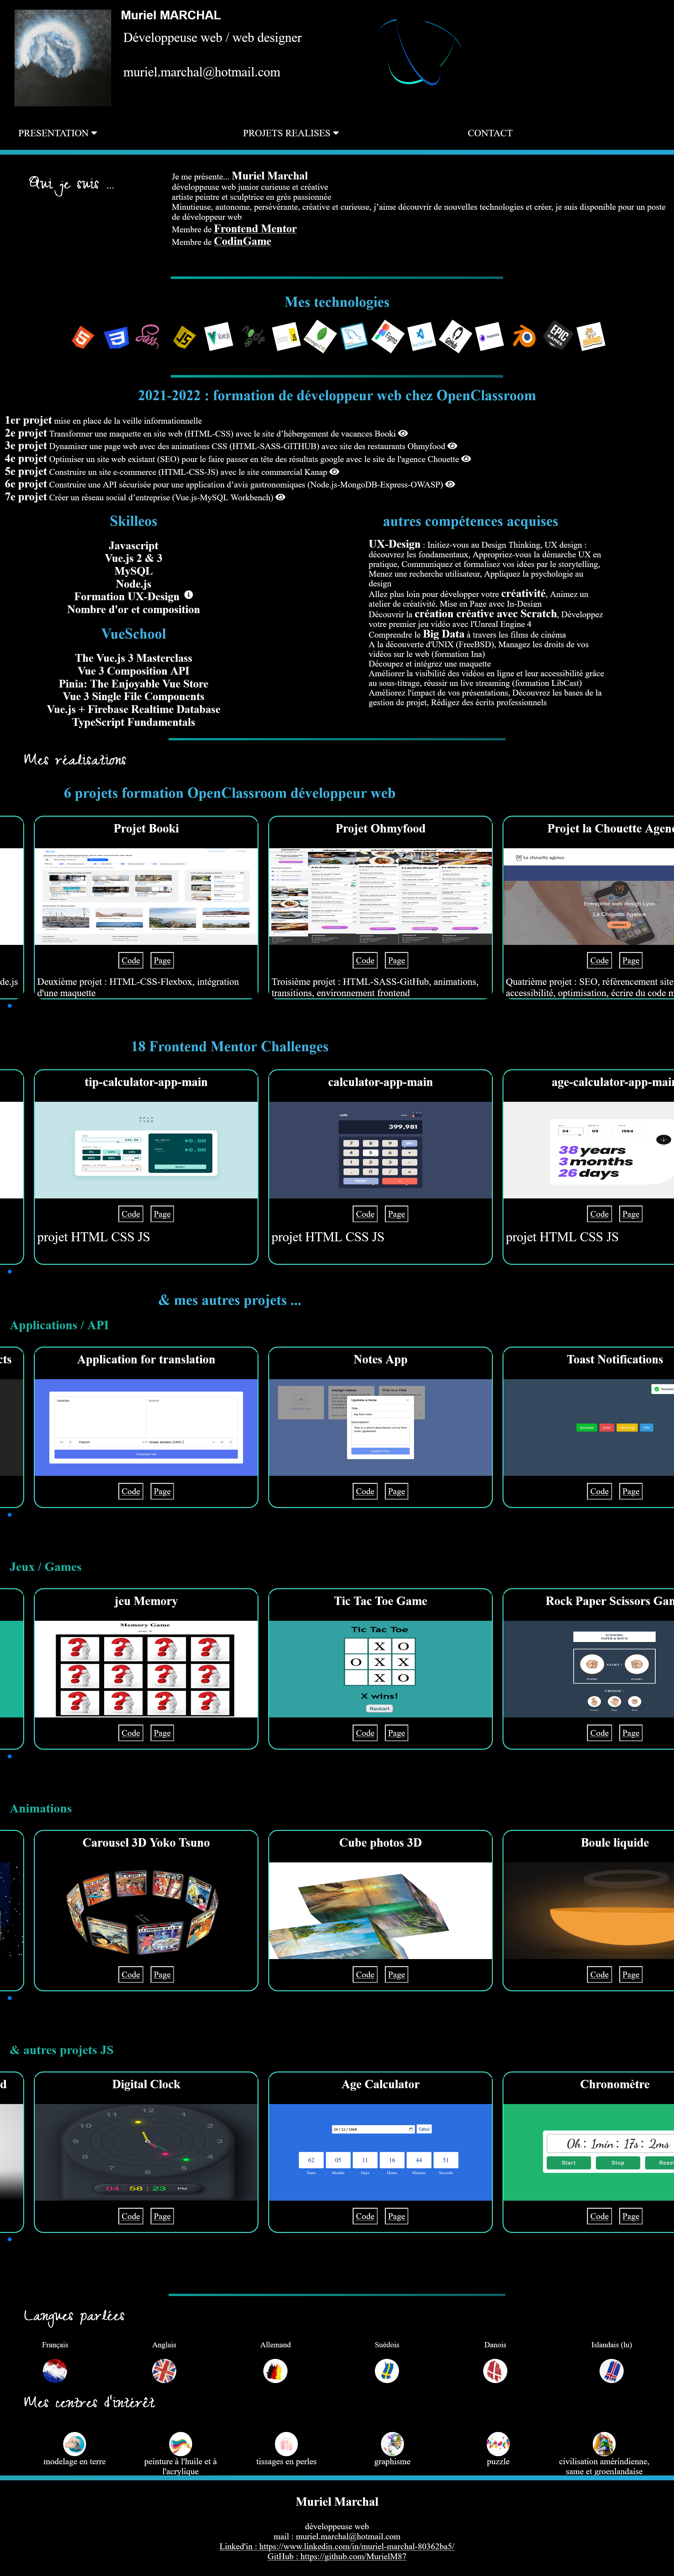 Muriel MARCHAL
Développeuse web / web designer
muriel.marchal@hotmail.com
PRESENTATION
PROJETS REALISES
CONTACT
Qui je suis ...
Je me présente... Muriel Marchal
développeuse web junior curieuse et créative
artiste peintre et sculptrice en grès passionnée
Minutieuse, autonome, persévérante, créative et curieuse, j'aime découvrir de nouvelles technologies et créer, je suis disponible pour un poste
de développeur web
Membre de Frontend Mentor
Membre de CodinGame
Mes technologies
2021-2022 : formation de développeur web chez OpenClassroom
1er projet mise en place de la veille informationnelle
2e projet Transformer une maquette en site web (HTML-CSS) avec le site d'hébergement de vacances Booki
3e projet Dynamiser une page web avec des animations CSS (HTML-SASS-GITHUB) avec site des restaurants Ohmyfood
4e projet Optimiser un site web existant (SEO) pour le faire passer en tête des résultats google avec le site de l'agence Chouette
5e projet Construire un site e-commerce (HTML-CSS-JS) avec le site commercial Kanap
6e projet Construire une API sécurisée pour une application d'avis gastronomiques (Node.js-MongoDB-Express-OWASP)
7e projet Créer un réseau social d'entreprise (Vue.js-MySQL Workbench)
Skilleos
Javascript
Vue.js 2 & 3
MySQL
Node.js
Formation UX-Design
Nombre d'or et composition
VueSchool
The Vue.js 3 Masterclass
Vue 3 Composition API
Pinia: The Enjoyable Vue Store
Vue 3 Single File Components
Vue.js + Firebase Realtime Database
TypeScript Fundamentals
autres compétences acquises
UX-Design : Initiez-vous au Design Thinking, UX design :
découvrez les fondamentaux, Appropriez-vous la démarche UX en
pratique, Communiquez et formalisez vos idées par le storytelling,
Menez une recherche utilisateur, Appliquez la psychologie au
design
Allez plus loin pour développer votre créativité, Animez un
atelier de créativité, Mise en Page avec In-Design
Découvrir la création créative avec Scratch, Développez
votre premier jeu vidéo avec l'Unreal Engine 4
Comprendre le Big Data à travers les films de cinéma
A la découverte d'UNIX (FreeBSD), Managez les droits de vos
vidéos sur le web (formation Ina)
Découpez et intégrez une maquette
Améliorer la visibilité des vidéos en ligne et leur accessibilité grâce
au sous-titrage, réussir un live streaming (formation LibCast)
Améliorez l'impact de vos présentations, Découvrez les bases de la
gestion de projet, Rédigez des écrits professionnels
Mes réalisations
6 projets formation OpenClassroom développeur web
Projet Booki
Projet Ohmyfood
Projet la Chouette Agenc
La chouette agence
Entreprise web design Lyon
La Chouette Agence
CONTACT
Code Page
Code Page
Code Page
de.js
Deuxième projet : HTML-CSS-Flexbox, intégration
d'une maquette
Troisième projet : HTML-SASS-GitHub, animations,
transitions, environnement frontend
Quatrième projet : SEO, référencement site
accessibilité, optimisation, écrire du code m
18 Frontend Mentor Challenges
tip-calculator-app-main
calculator-app-main
age-calculator-app-main
399,981
38 years
3 months
26 days
Code Page
Code Page
Code Page
projet HTML CSS JS
projet HTML CSS JS
projet HTML CSS JS
& mes autres projets ...
Applications / API
cts
Application for translation
Notes App
Toast Notifications
Code Page
Code Page
Code Page
Jeux / Games
jeu Memory
Tic Tac Toe Game
Rock Paper Scissors Gam
Memory Game
Tic Tac Toe
X O
O X X
X O
X wins!
Restart
Code Page
Code Page
Code Page
Animations
Carousel 3D Yoko Tsuno
Cube photos 3D
Boule liquide
Code Page
Code Page
Code Page
& autres projets JS
d
Digital Clock
Age Calculator
Chronomètre
04 : 58 : 23 PM
62 05 11 16 44 51
Years Months Days Hours Minutes Seconds
0h : 1min : 17s : 2ms
Start Stop Reset
Code Page
Code Page
Code Page
Langues parlées
Français
Anglais
Allemand
Suédois
Danois
Islandais (lu)
Mes centres d'intérêt
modelage en terre
peinture à l'huile et à
l'acrylique
tissages en perles
graphisme
puzzle
civilisation amérindienne,
same et groenlandaise
Muriel Marchal
développeuse web
mail : muriel.marchal@hotmail.com
Linked'in : https://www.linkedin.com/in/muriel-marchal-80362ba5/
GitHub : https://github.com/MurielM87